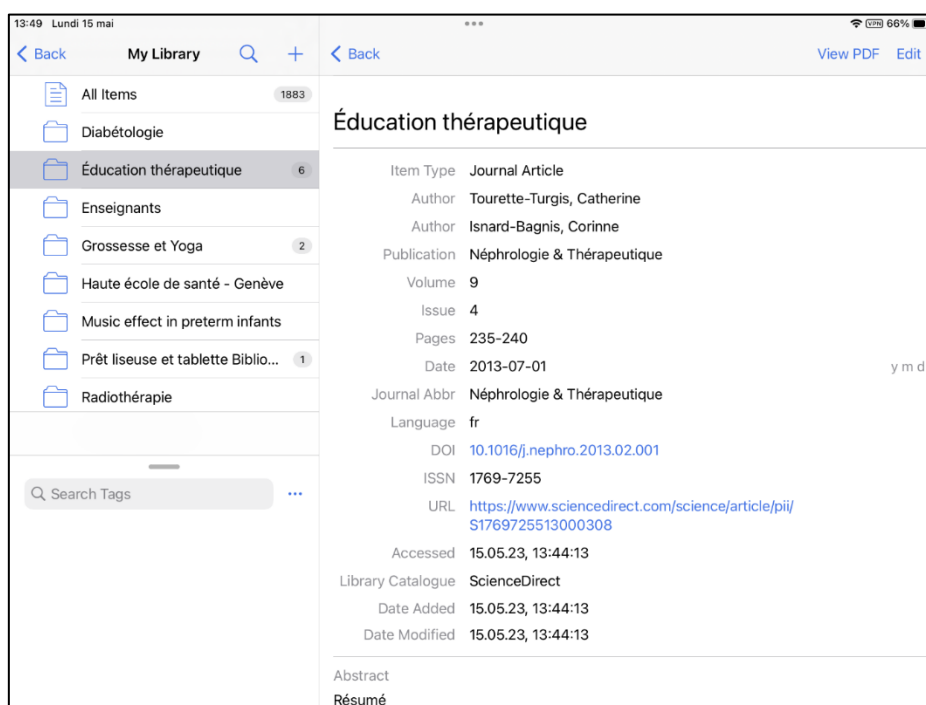 13:49 Lundi 15 mai
VPN 66%
Back
My Library
All Items 1883
Diabétologie
Éducation thérapeutique 6
Enseignants
Grossesse et Yoga 2
Haute école de santé - Genève
Music effect in preterm infants
Prêt liseuse et tablette Biblio... 1
Radiothérapie
Search Tags
Back
View PDF Edit
Éducation thérapeutique
Item Type Journal Article
Author Tourette-Turgis, Catherine
Author Isnard-Bagnis, Corinne
Publication Néphrologie & Thérapeutique
Volume 9
Issue 4
Pages 235-240
Date 2013-07-01 y m d
Journal Abbr Néphrologie & Thérapeutique
Language fr
DOI 10.1016/j.nephro.2013.02.001
ISSN 1769-7255
URL https://www.sciencedirect.com/science/article/pii/
S1769725513000308
Accessed 15.05.23, 13:44:13
Library Catalogue ScienceDirect
Date Added 15.05.23, 13:44:13
Date Modified 15.05.23, 13:44:13
Abstract
Résumé